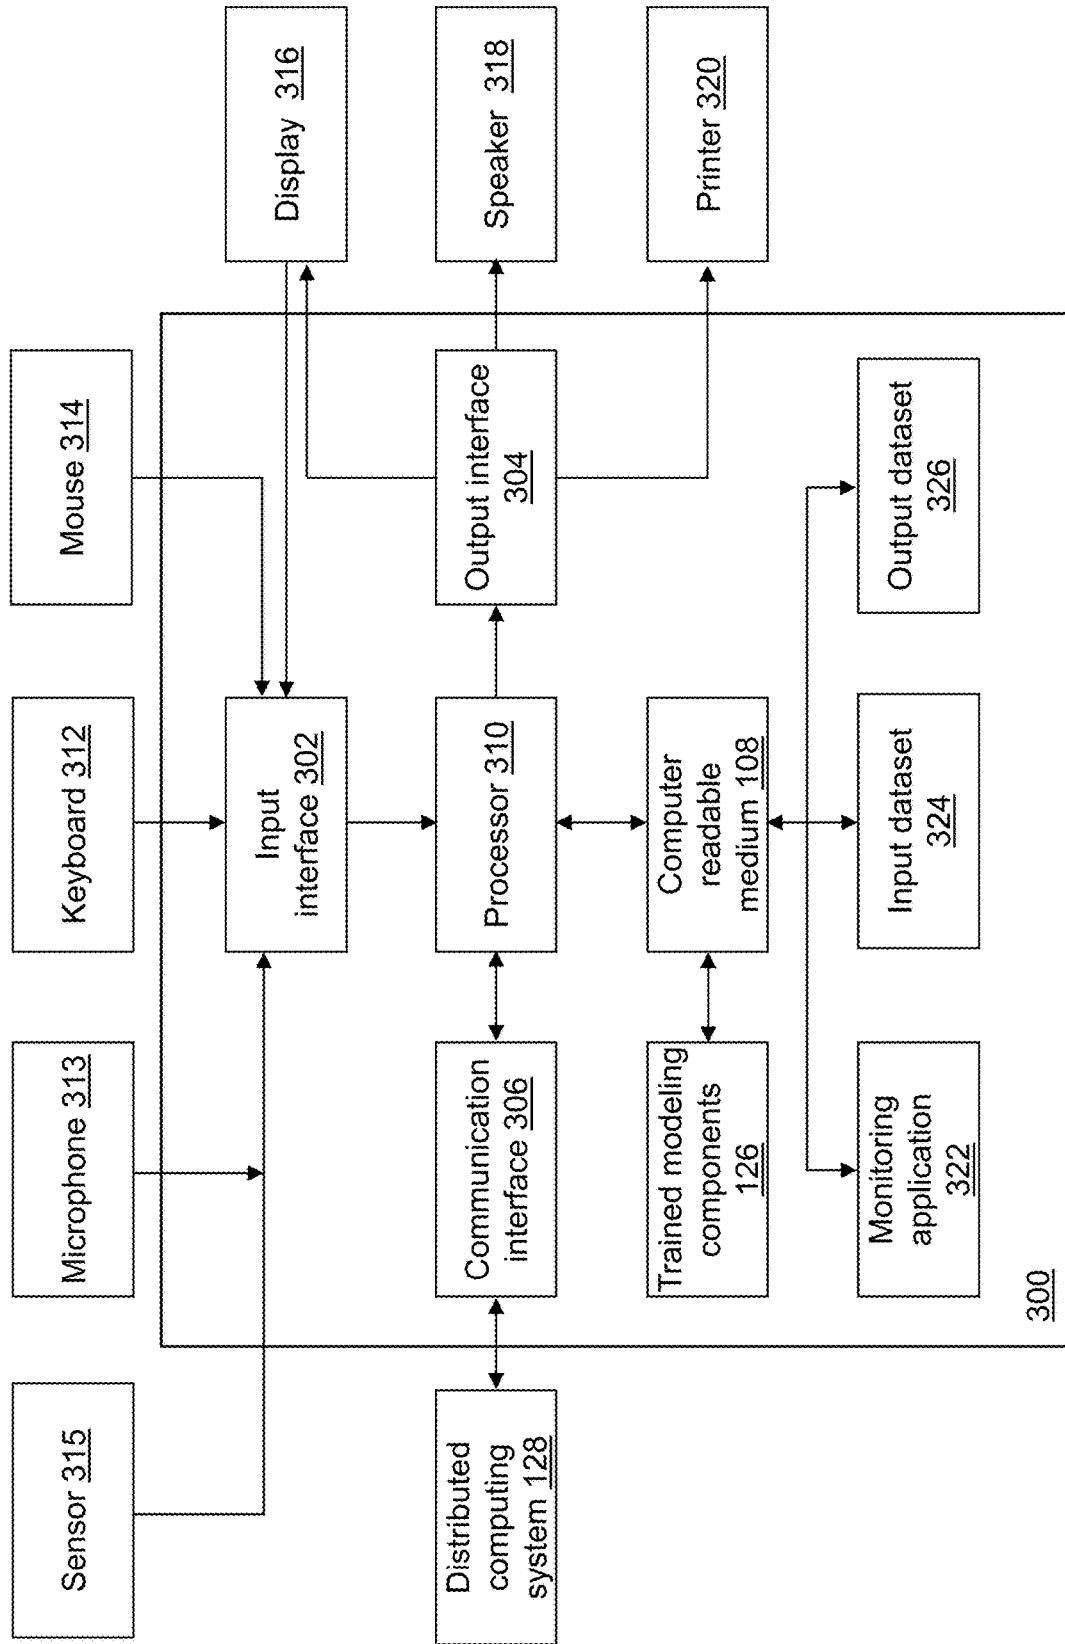 Sensor 315
Microphone 313
Keyboard 312
Mouse 314
Input
interface 302
Display 316
Distributed
computing
system 128
Communication
interface 306
Processor 310
Output interface
304
Speaker 318
Trained modeling
components
126
Computer
readable
medium 108
Printer 320
Monitoring
application
322
Input dataset
324
Output dataset
326
300